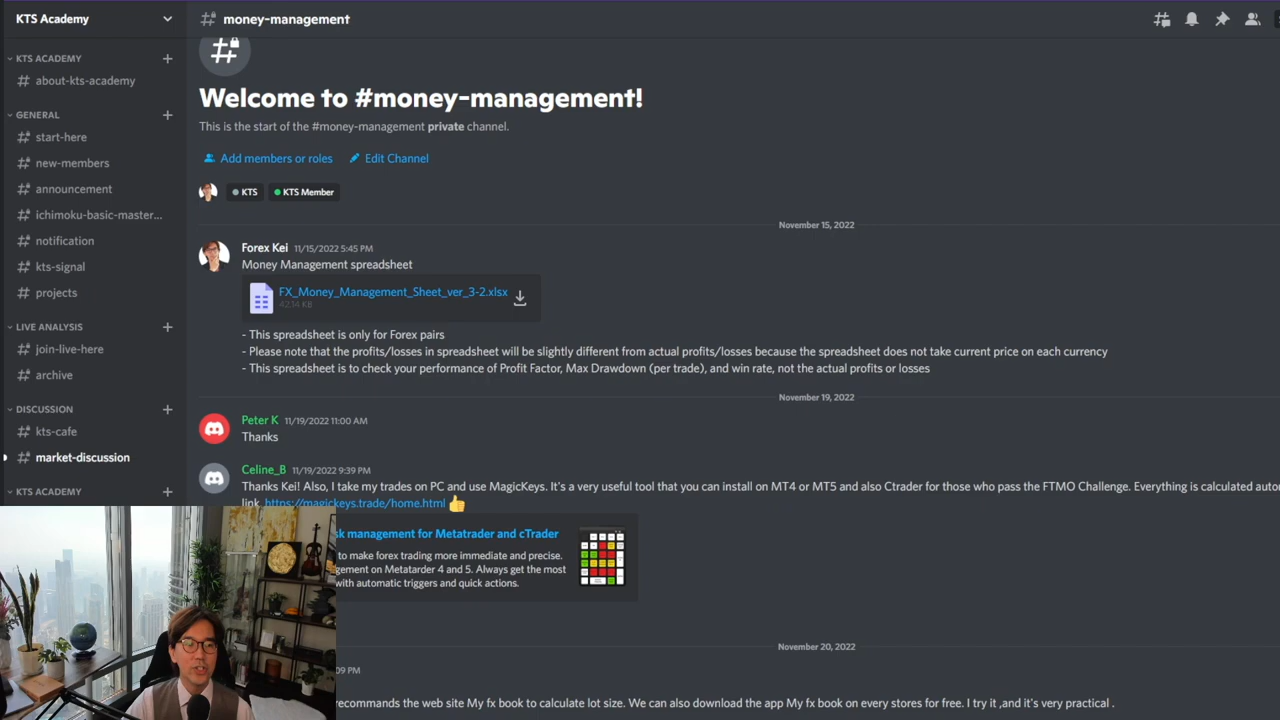 KTS Academy
KTS ACADEMY
about-kts-academy
GENERAL
start-here
new-members
announcement
ichimoku-basic-master...
notification
kts-signal
projects
LIVE ANALYSIS
join-live-here
archive
DISCUSSION
kts-cafe
market-discussion
KTS ACADEMY
money-management
Welcome to #money-management!
This is the start of the #money-management private channel.
Add members or roles Edit Channel
KTS KTS Member
November 15, 2022
Forex Kei 11/15/2022 5:45 PM
Money Management spreadsheet
FX_Money_Management_Sheet_ver_3-2.xlsx
42.14 KB
- This spreadsheet is only for Forex pairs
- Please note that the profits/losses in spreadsheet will be slightly different from actual profits/losses because the spreadsheet does not take current price on each currency
- This spreadsheet is to check your performance of Profit Factor, Max Drawdown (per trade), and win rate, not the actual profits or losses
November 19, 2022
Peter K 11/19/2022 11:00 AM
Thanks
Celine_B 11/19/2022 9:39 PM
Thanks Kei! Also, I take my trades on PC and use MagicKeys. It's a very useful tool that you can install on MT4 or MT5 and also Ctrader for those who pass the FTMO Challenge. Everything is calculated auto
link https://magickeys.trade/home.html 👍
sk management for Metatrader and cTrader
to make forex trading more immediate and precise.
gement on Metatarder 4 and 5. Always get the most
with automatic triggers and quick actions.
November 20, 2022
09 PM
recommands the web site My fx book to calculate lot size. We can also download the app My fx book on every stores for free. I try it ,and it's very practical .